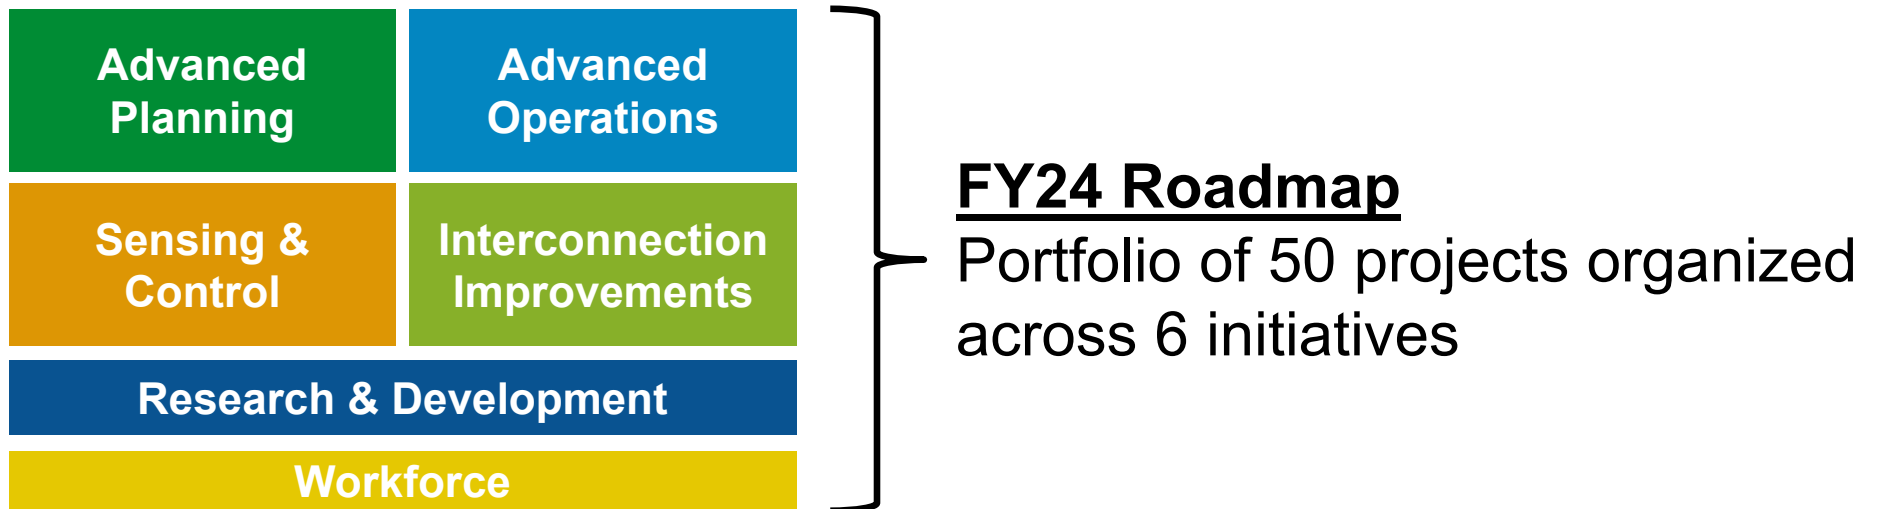 Advanced
Planning
Advanced
Operations
Sensing &
Control
Interconnection
Improvements
Research & Development
Workforce
FY24 Roadmap
Portfolio of 50 projects organized
across 6 initiatives